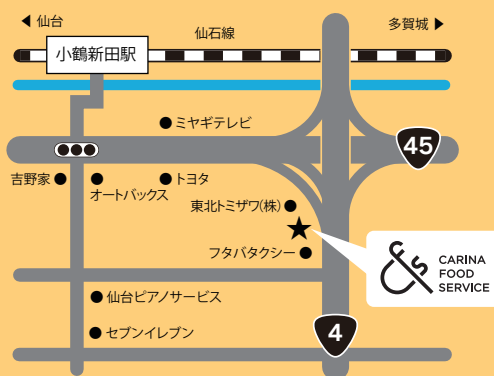 仙台
仙石線
多賀城
小鶴新田駅
ミヤギテレビ
45
吉野家
オートバックス
トヨタ
東北トミザワ(株)
フタバタクシー
CARINA
FOOD
SERVICE
仙台ピアノサービス
セブンイレブン
4